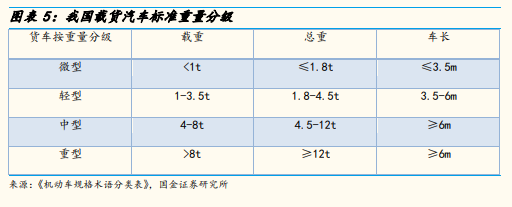 图表 5：我国载货汽车标准重量分级
货车按重量分级 载重 总重 车长
微型 <1t ≤1.8t ≤3.5m
轻型 1-3.5t 1.8-4.5t 3.5-6m
中型 4-8t 4.5-12t ≥6m
重型 >8t ≥12t ≥6m
来源：《机动车规格术语分类表》，国金证券研究所